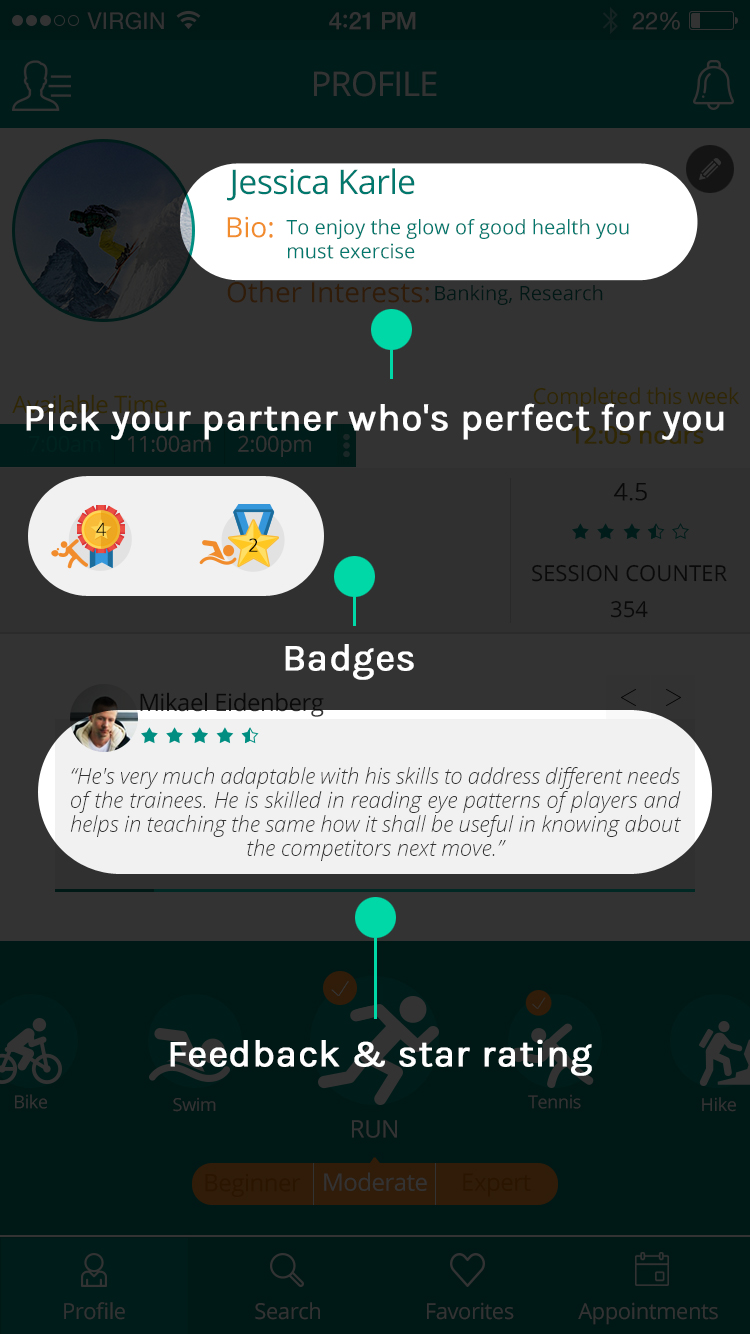 VIRGIN 4:21 PM 22%
PROFILE
Jessica Karle
Bio: To enjoy the glow of good health you
must exercise
Other Interests: Banking, Research
Available Time
Completed this week
Pick your partner who's perfect for you
12:05 hours
7:00am 11:00am 2:00pm
4.5
4
2
SESSION COUNTER
354
Badges
Mikael Eidenberg
< >
“He's very much adaptable with his skills to address different needs
of the trainees. He is skilled in reading eye patterns of players and
helps in teaching the same how it shall be useful in knowing about
the competitors next move.”
Feedback & star rating
Bike
Swim
Tennis
Hike
RUN
Beginner Moderate Expert
Profile Search Favorites Appointments